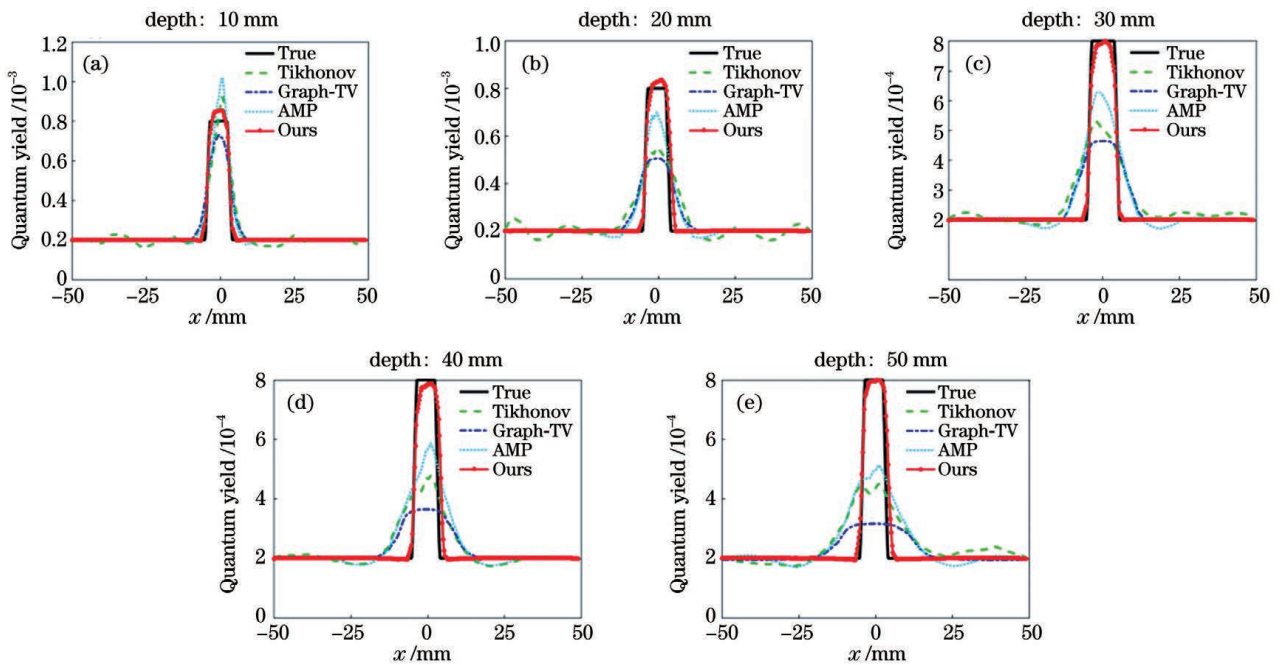 depth: 10 mm
1.2
1.0
0.8
0.6
0.4
0.2
0
Quantum yield /10⁻³
(a)
True
Tikhonov
Graph-TV
AMP
Ours
−50
−25
0
25
50
x /mm
depth: 20 mm
1.0
0.8
0.6
0.4
0.2
0
Quantum yield /10⁻³
(b)
True
Tikhonov
Graph-TV
AMP
Ours
−50
−25
0
25
50
x /mm
depth: 30 mm
8
7
6
5
4
3
2
Quantum yield /10⁻⁴
(c)
True
Tikhonov
Graph-TV
AMP
Ours
−50
−25
0
25
50
x /mm
depth: 40 mm
8
6
4
2
0
Quantum yield /10⁻⁴
(d)
True
Tikhonov
Graph-TV
AMP
Ours
−50
−25
0
25
50
x /mm
depth: 50 mm
8
6
4
2
0
Quantum yield /10⁻⁴
(e)
True
Tikhonov
Graph-TV
AMP
Ours
−50
−25
0
25
50
x /mm